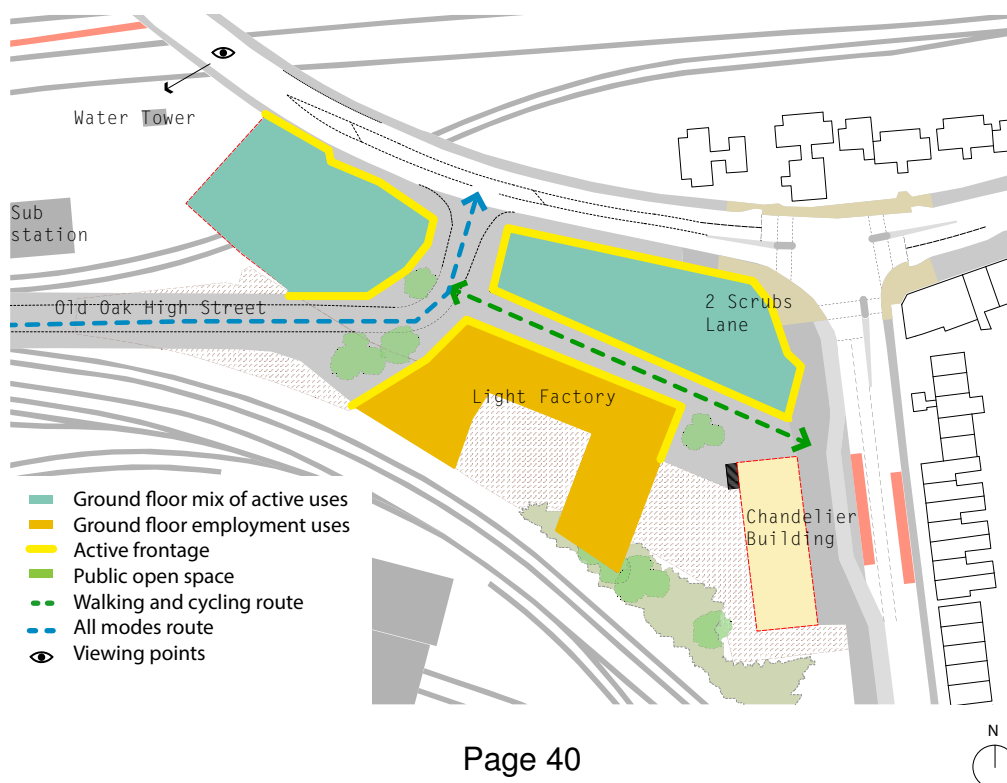 Water Tower
Sub
station
Old Oak High Street
2 Scrubs
Lane
Light Factory
Chandelier
Building
Ground floor mix of active uses
Ground floor employment uses
Active frontage
Public open space
Walking and cycling route
All modes route
Viewing points
N
Page 40